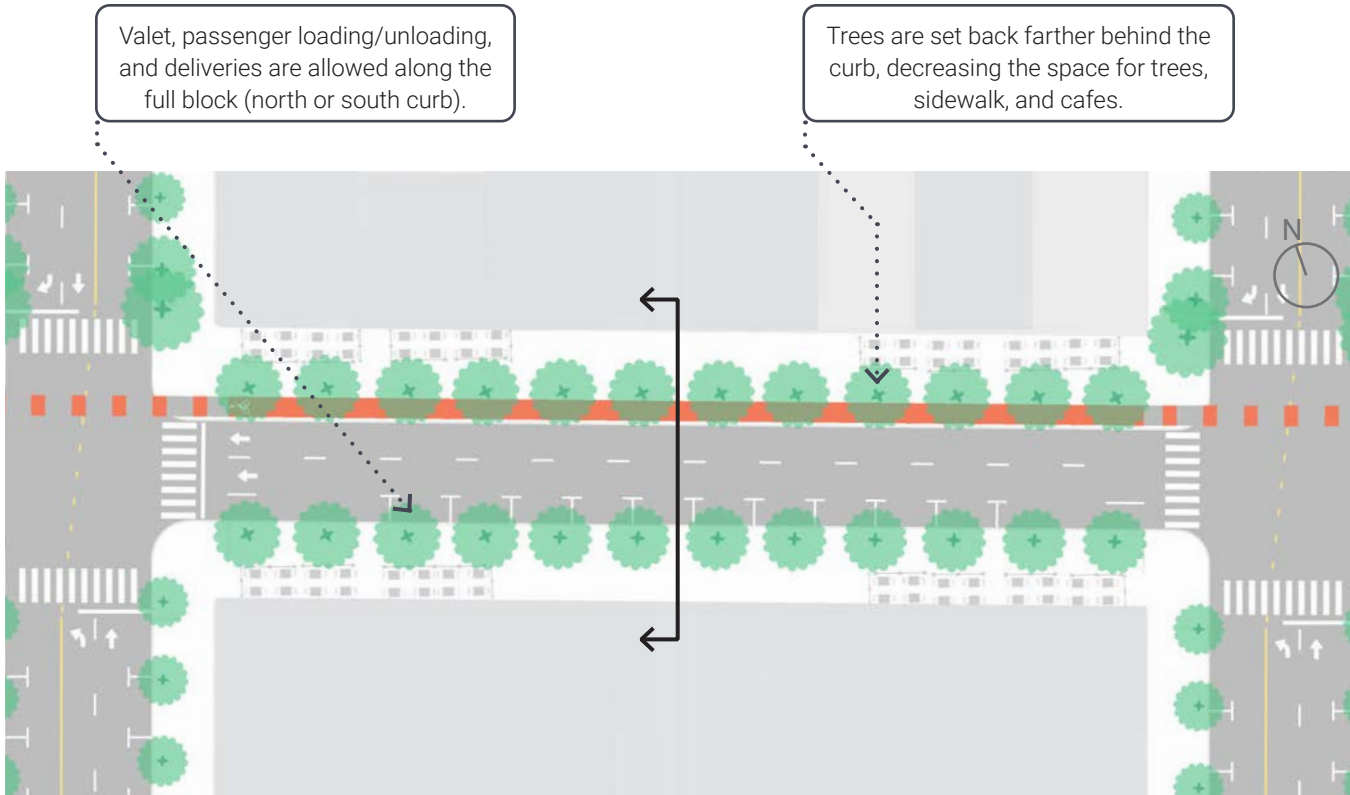 Valet, passenger loading/unloading,
and deliveries are allowed along the
full block (north or south curb).
Trees are set back farther behind the
curb, decreasing the space for trees,
sidewalk, and cafes.
N